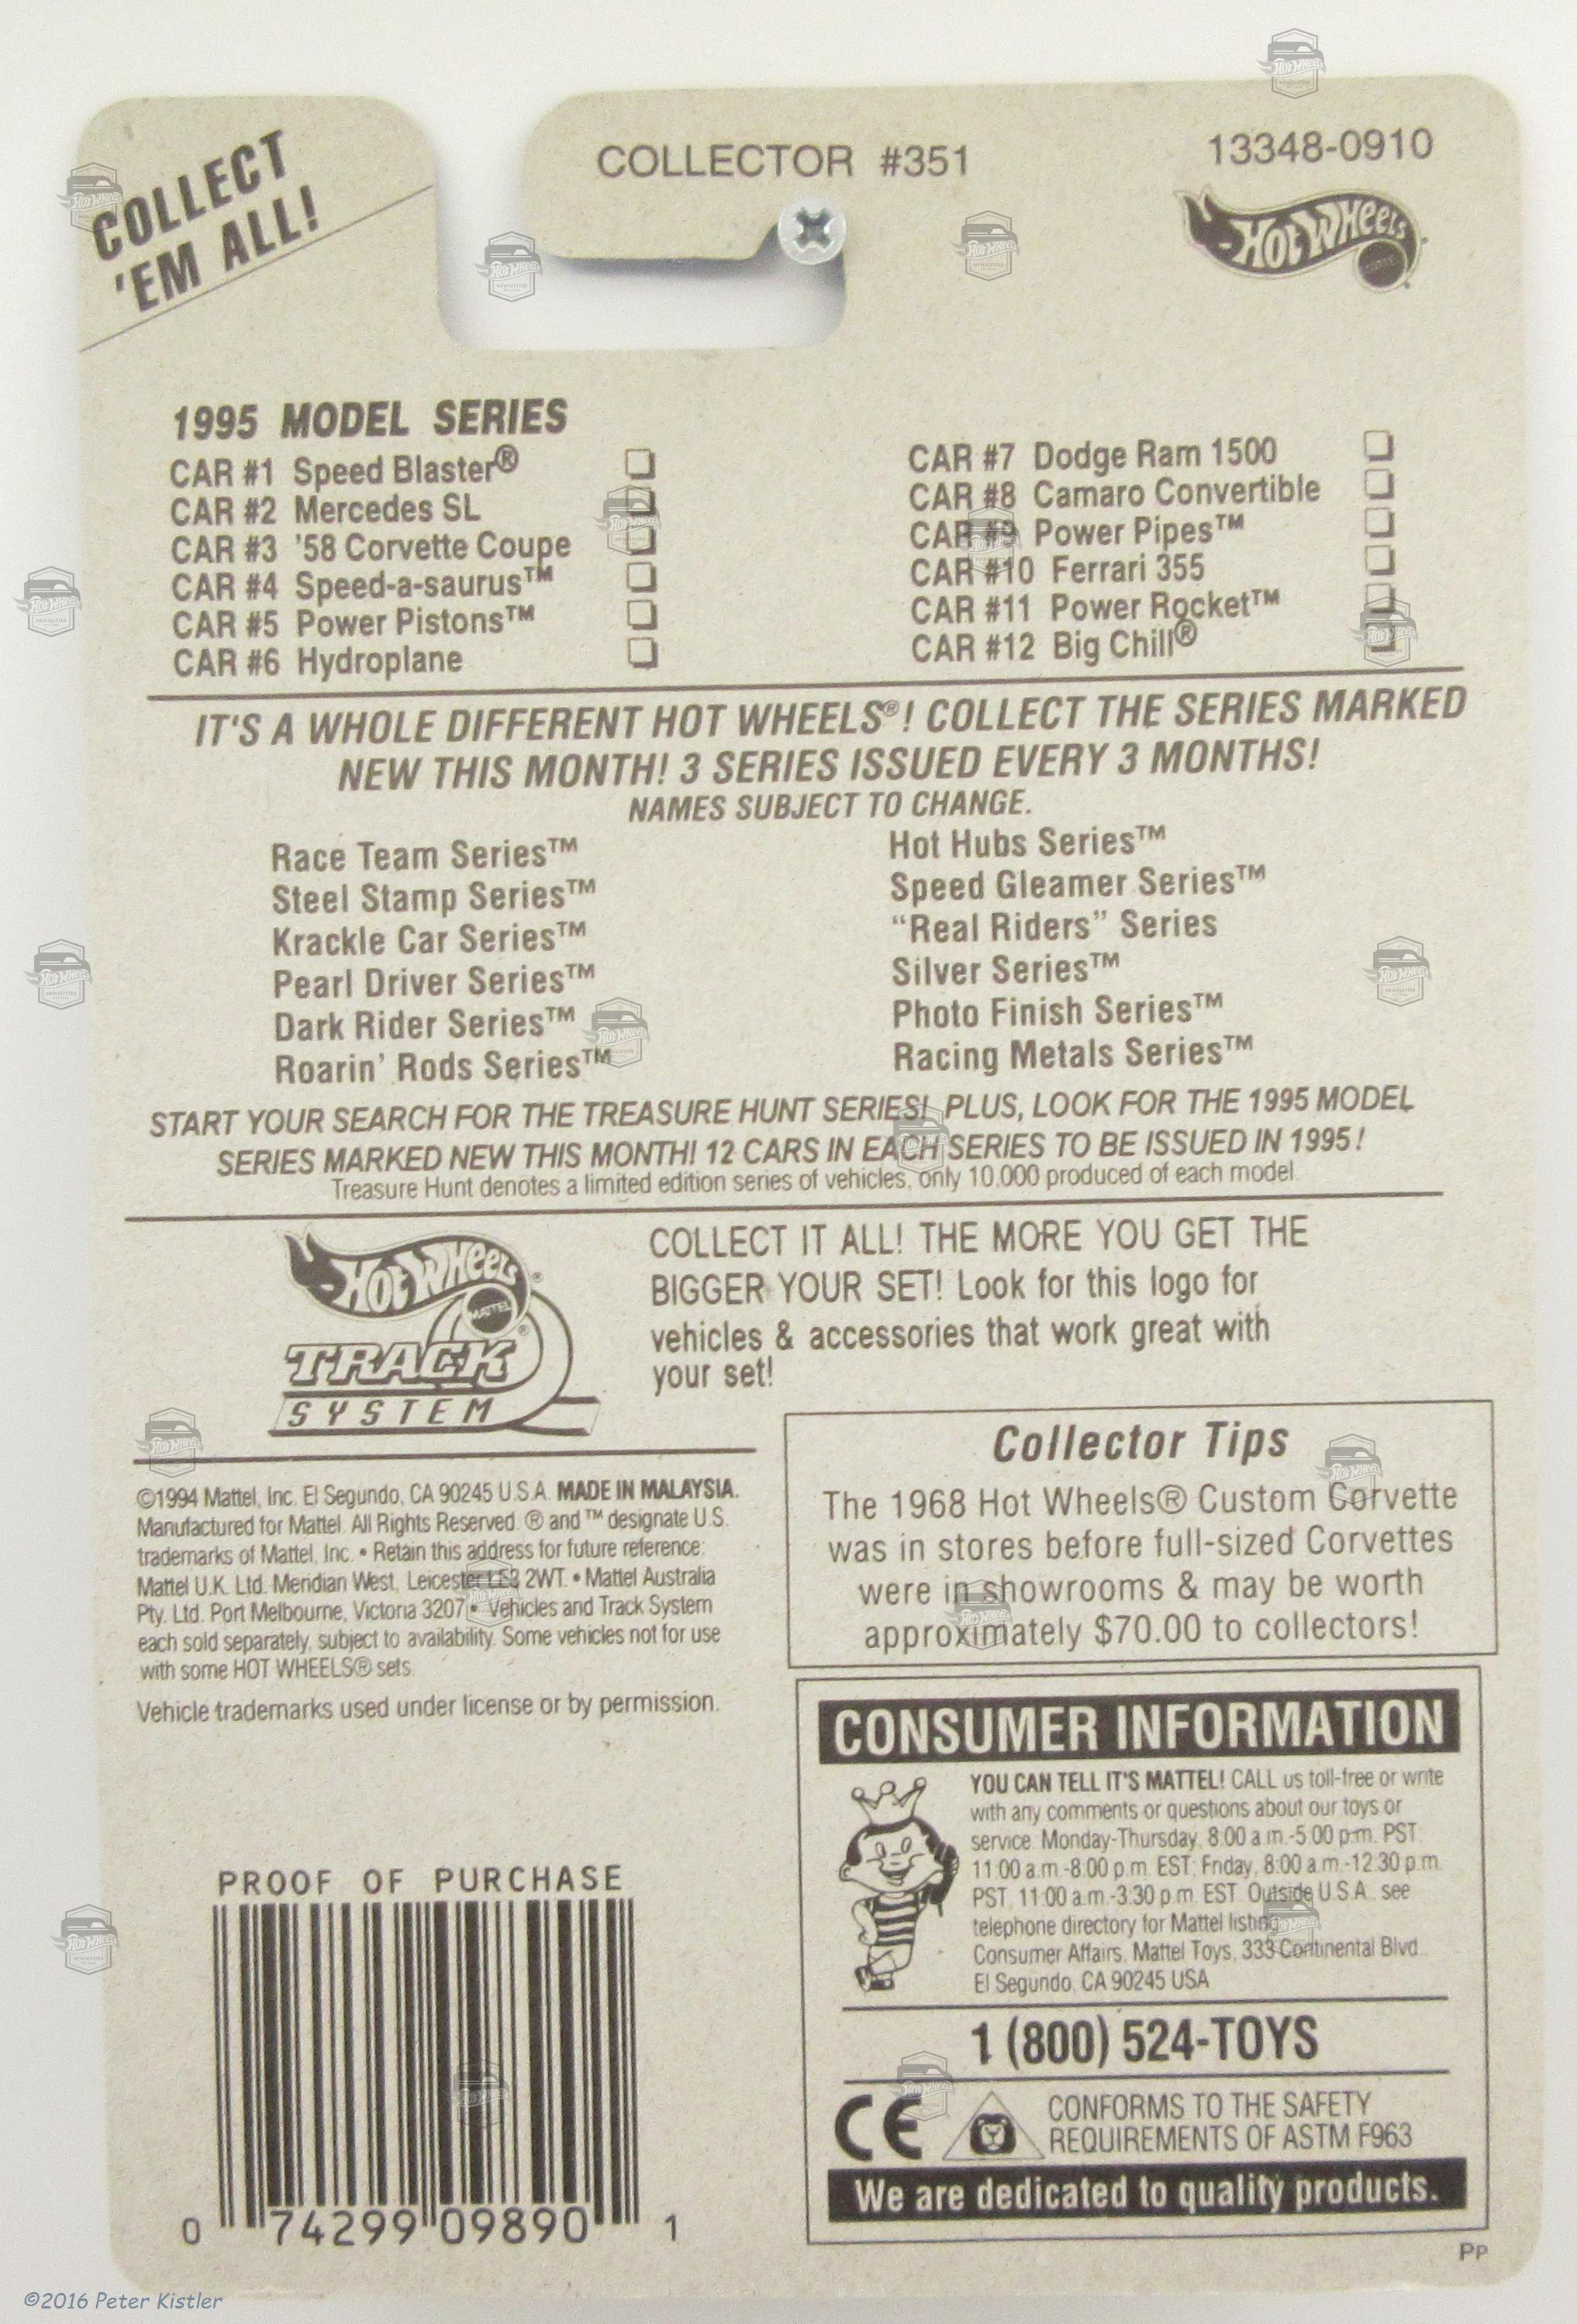 COLLECT
'EM ALL!
COLLECTOR #351
13348-0910
HOT WHEELS
1995 MODEL SERIES
CAR #1 Speed Blaster®
CAR #2 Mercedes SL
CAR #3 '58 Corvette Coupe
CAR #4 Speed-a-saurus™
CAR #5 Power Pistons™
CAR #6 Hydroplane
CAR #7 Dodge Ram 1500
CAR #8 Camaro Convertible
CAR #9 Power Pipes™
CAR #10 Ferrari 355
CAR #11 Power Rocket™
CAR #12 Big Chill®
IT'S A WHOLE DIFFERENT HOT WHEELS®! COLLECT THE SERIES MARKED
NEW THIS MONTH! 3 SERIES ISSUED EVERY 3 MONTHS!
NAMES SUBJECT TO CHANGE.
Race Team Series™
Steel Stamp Series™
Krackle Car Series™
Pearl Driver Series™
Dark Rider Series™
Roarin' Rods Series™
Hot Hubs Series™
Speed Gleamer Series™
“Real Riders” Series
Silver Series™
Photo Finish Series™
Racing Metals Series™
START YOUR SEARCH FOR THE TREASURE HUNT SERIES! PLUS, LOOK FOR THE 1995 MODEL
SERIES MARKED NEW THIS MONTH! 12 CARS IN EACH SERIES TO BE ISSUED IN 1995!
Treasure Hunt denotes a limited edition series of vehicles, only 10,000 produced of each model.
HOT WHEELS®
MATTEL
TRACK®
SYSTEM
COLLECT IT ALL! THE MORE YOU GET THE
BIGGER YOUR SET! Look for this logo for
vehicles & accessories that work great with
your set!
©1994 Mattel, Inc. El Segundo, CA 90245 U.S.A. MADE IN MALAYSIA.
Manufactured for Mattel. All Rights Reserved. ® and ™ designate U.S.
trademarks of Mattel, Inc. • Retain this address for future reference:
Mattel U.K. Ltd. Meridian West, Leicester LE3 2WT. • Mattel Australia
Pty. Ltd. Port Melbourne, Victoria 3207 • Vehicles and Track System
each sold separately, subject to availability. Some vehicles not for use
with some HOT WHEELS® sets.
Vehicle trademarks used under license or by permission.
Collector Tips
The 1968 Hot Wheels® Custom Corvette
was in stores before full-sized Corvettes
were in showrooms & may be worth
approximately $70.00 to collectors!
CONSUMER INFORMATION
YOU CAN TELL IT'S MATTEL! CALL us toll-free or write
with any comments or questions about our toys or
service: Monday-Thursday, 8:00 a.m.-5:00 p.m. PST,
11:00 a.m.-8:00 p.m. EST; Friday, 8:00 a.m.-12:30 p.m.
PST, 11:00 a.m.-3:30 p.m. EST. Outside U.S.A., see
telephone directory for Mattel listing.
Consumer Affairs, Mattel Toys, 333 Continental Blvd.
El Segundo, CA 90245 USA
1 (800) 524-TOYS
CE
CONFORMS TO THE SAFETY
REQUIREMENTS OF ASTM F963
We are dedicated to quality products.
PROOF OF PURCHASE
0 74299 09890 1
PP
©2016 Peter Kistler